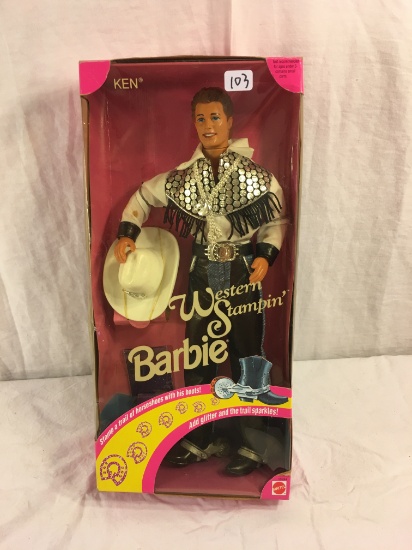 KEN®
103
Western
Stampin'™
Barbie®
Stamp a trail of horseshoes with his boots!
Add glitter and the trail sparkles!
MATTEL